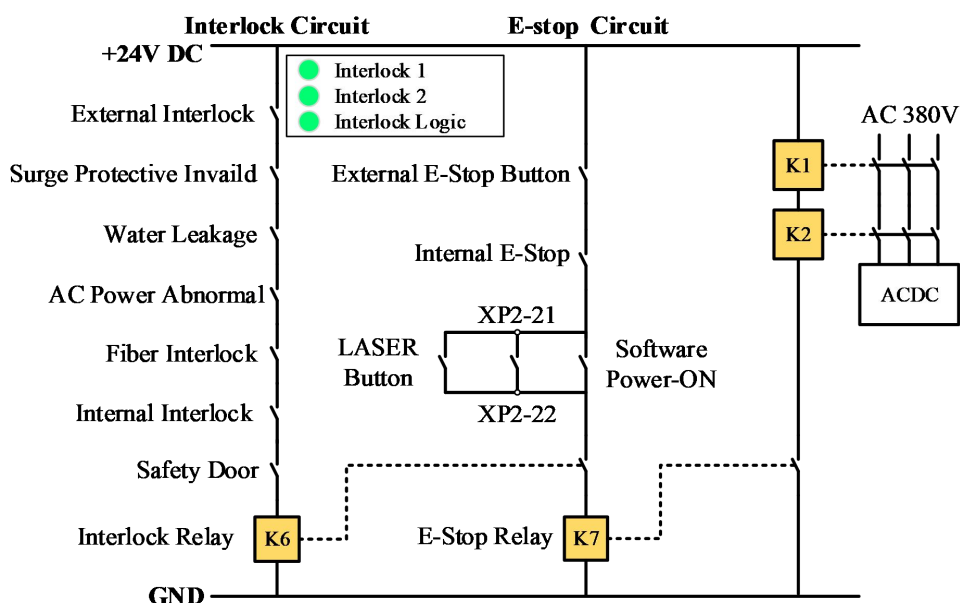 Interlock Circuit
E-stop Circuit
+24V DC
Interlock 1
Interlock 2
Interlock Logic
External Interlock
AC 380V
Surge Protective Invaild
External E-Stop Button
K1
Water Leakage
Internal E-Stop
K2
AC Power Abnormal
ACDC
XP2-21
Fiber Interlock
LASER
Button
Software
Power-ON
Internal Interlock
XP2-22
Safety Door
Interlock Relay
K6
E-Stop Relay
K7
GND